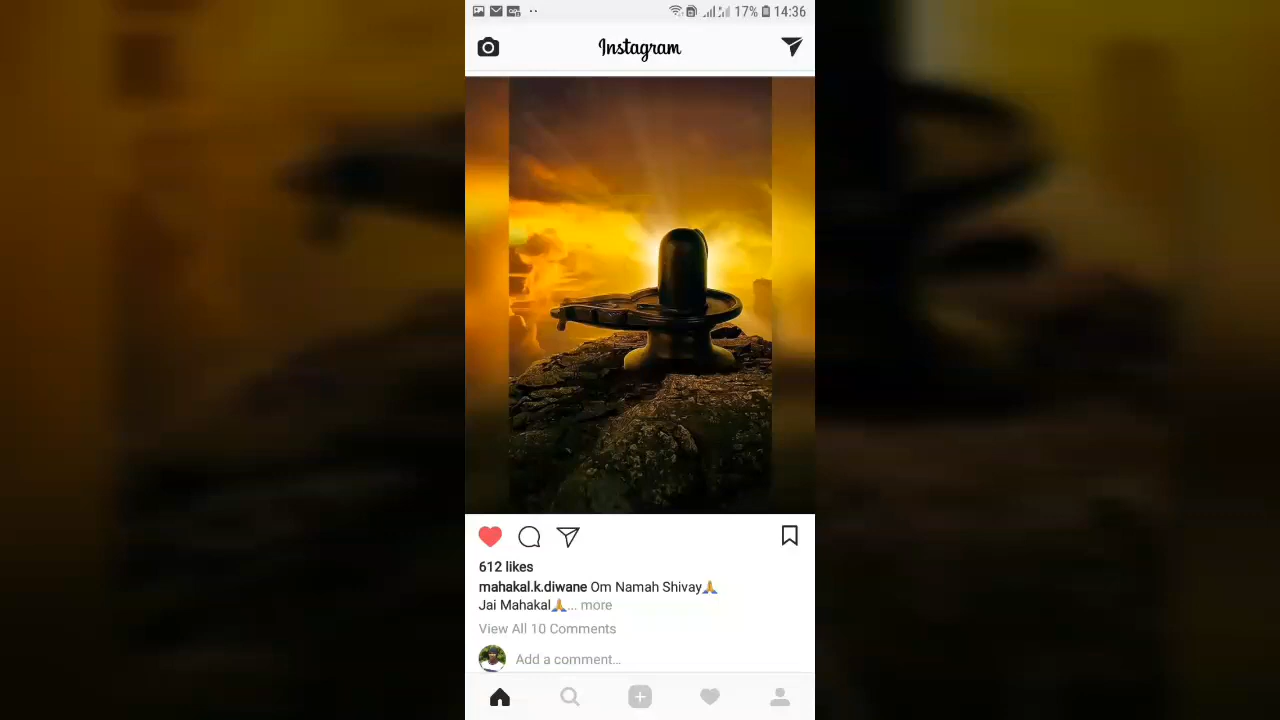 17% 14:36
Instagram
612 likes
mahakal.k.diwane Om Namah Shivay🙏
Jai Mahakal🙏... more
View All 10 Comments
Add a comment...